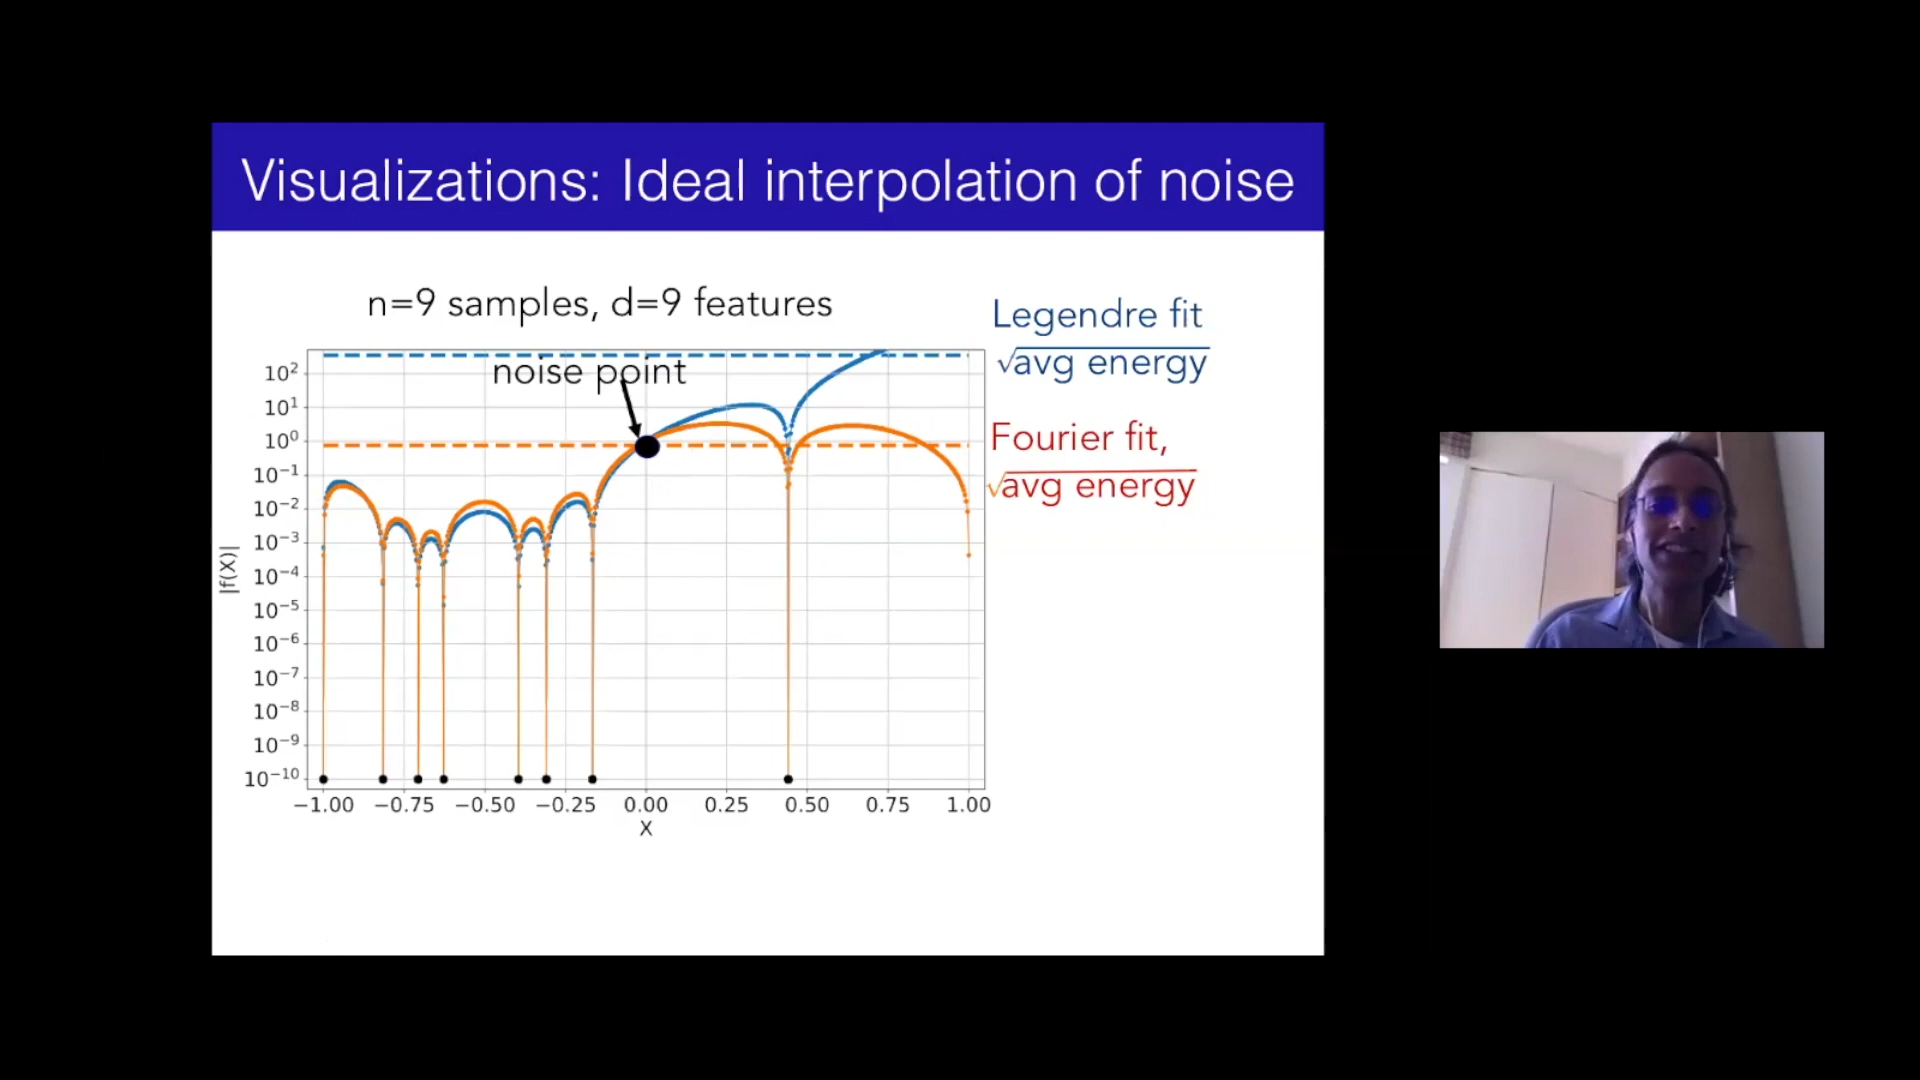 Visualizations: Ideal interpolation of noise
n=9 samples, d=9 features
Legendre fit
√avg energy
noise point
Fourier fit,
√avg energy
|f(X)|
10²
10¹
10⁰
10⁻¹
10⁻²
10⁻³
10⁻⁴
10⁻⁵
10⁻⁶
10⁻⁷
10⁻⁸
10⁻⁹
10⁻¹⁰
−1.00 −0.75 −0.50 −0.25 0.00 0.25 0.50 0.75 1.00
X